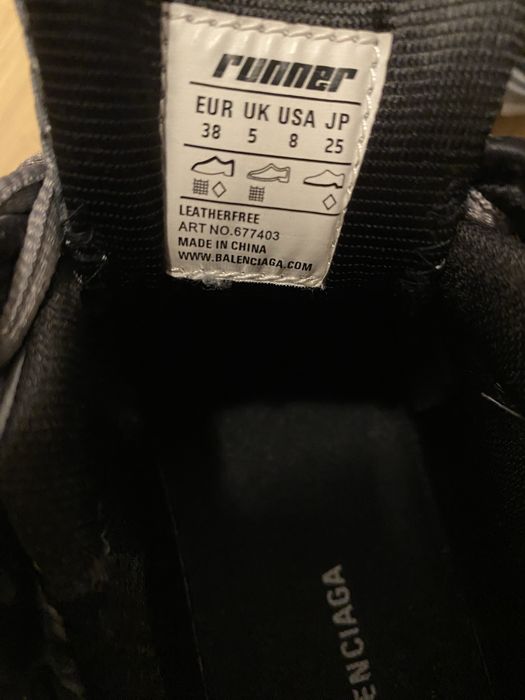 runner
EUR UK USA JP
38 5 8 25
LEATHERFREE
ART NO.677403
MADE IN CHINA
WWW.BALENCIAGA.COM
ENCIAGA